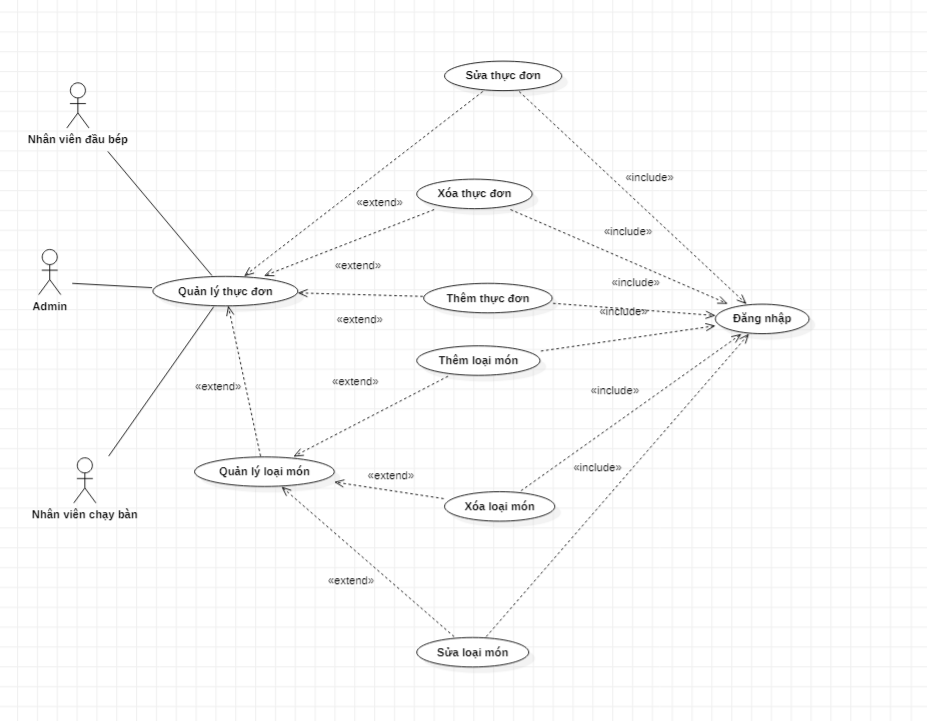 Sửa thực đơn
Nhân viên đầu bếp
«include»
Xóa thực đơn
«extend»
«include»
«extend»
Admin
Quản lý thực đơn
«include»
Thêm thực đơn
«include»
Đăng nhập
«extend»
Thêm loại món
«extend»
«extend»
«include»
Quản lý loại món
«extend»
«include»
Xóa loại món
Nhân viên chạy bàn
«extend»
Sửa loại món